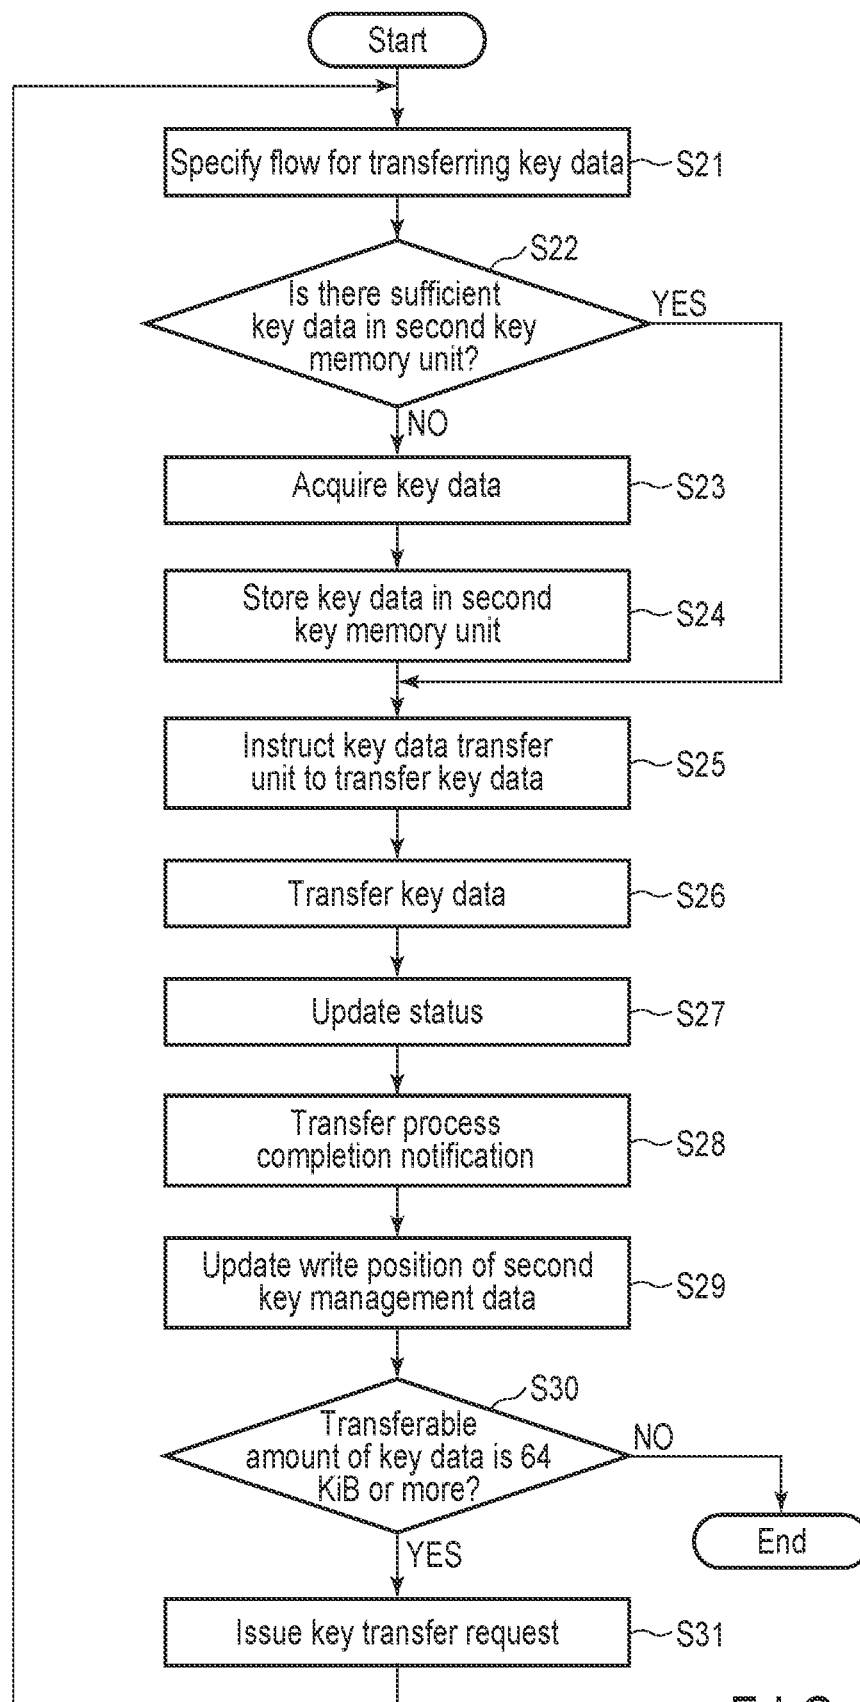 Start
Specify flow for transferring key data
S21
S22
Is there sufficient
key data in second key
memory unit?
YES
NO
Acquire key data
S23
Store key data in second
key memory unit
S24
Instruct key data transfer
unit to transfer key data
S25
Transfer key data
S26
Update status
S27
Transfer process
completion notification
S28
Update write position of second
key management data
S29
S30
Transferable
amount of key data is 64
KiB or more?
NO
End
YES
Issue key transfer request
S31